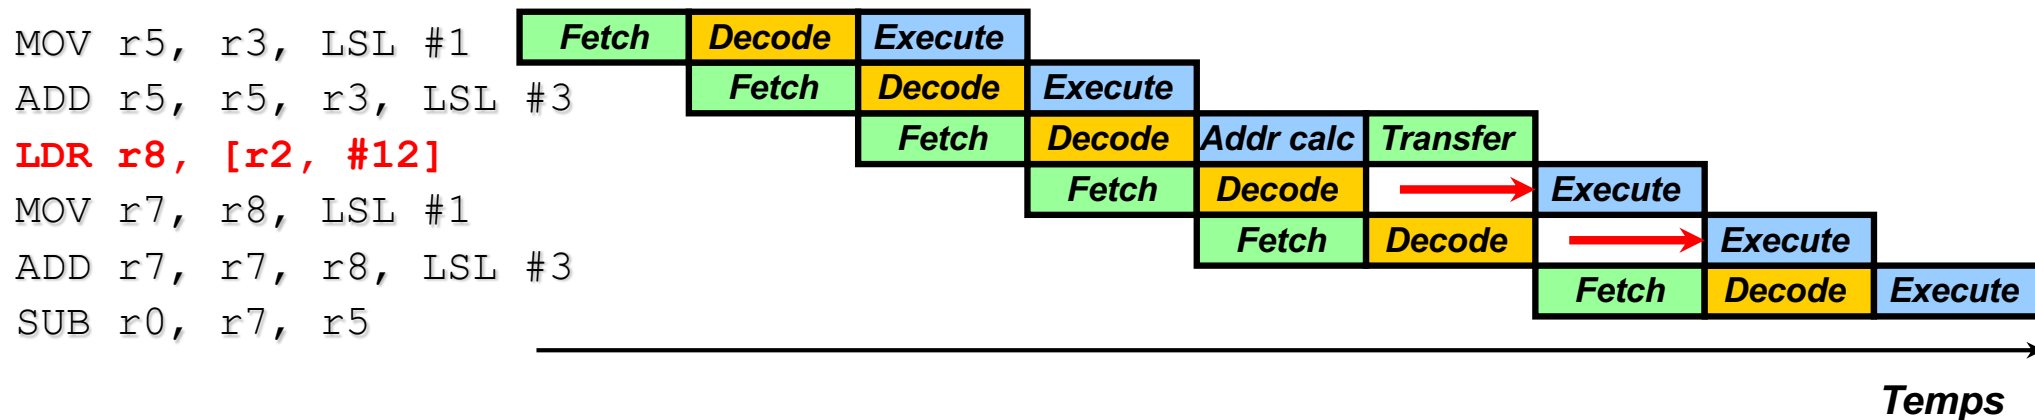 MOV r5, r3, LSL #1 Fetch Decode Execute
ADD r5, r5, r3, LSL #3 Fetch Decode Execute
LDR r8, [r2, #12] Fetch Decode Addr calc Transfer
MOV r7, r8, LSL #1 Fetch Decode Execute
ADD r7, r7, r8, LSL #3 Fetch Decode Execute
SUB r0, r7, r5 Fetch Decode Execute
Temps